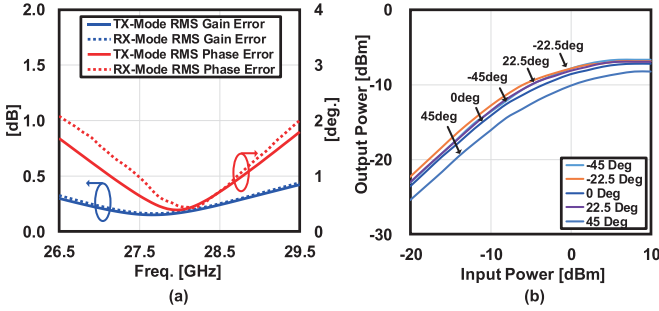 2.0
1.5
1.0
0.5
0.0
[dB]
TX-Mode RMS Gain Error
RX-Mode RMS Gain Error
TX-Mode RMS Phase Error
RX-Mode RMS Phase Error
4
3
2
1
0
[deg.]
26.5
27.5
28.5
29.5
Freq. [GHz]
(a)
0
-10
-20
-30
Output Power [dBm]
-22.5deg
22.5deg
-45deg
0deg
45deg
-45 Deg
-22.5 Deg
0 Deg
22.5 Deg
45 Deg
-20
-10
0
10
Input Power [dBm]
(b)